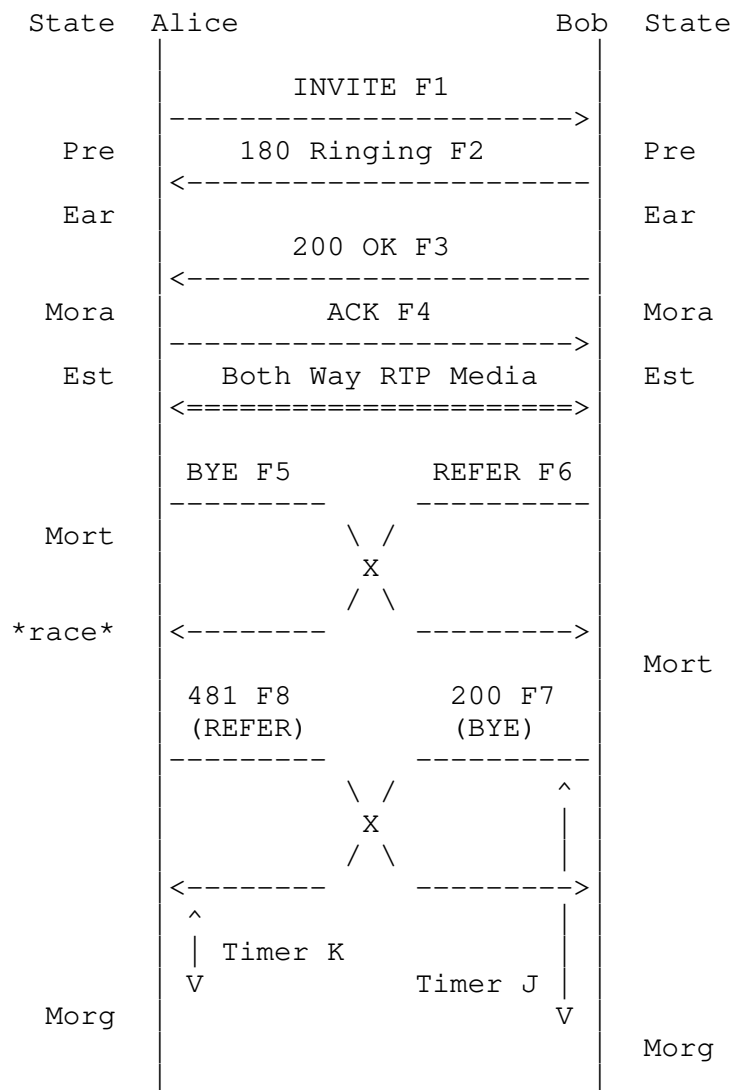 State Alice Bob State
INVITE F1
Pre 180 Ringing F2 Pre
Ear Ear
200 OK F3
Mora ACK F4 Mora
Est Both Way RTP Media Est
BYE F5 REFER F6
Mort
X
*race*
Mort
481 F8 200 F7
(REFER) (BYE)
X
Timer K
Timer J
Morg
Morg